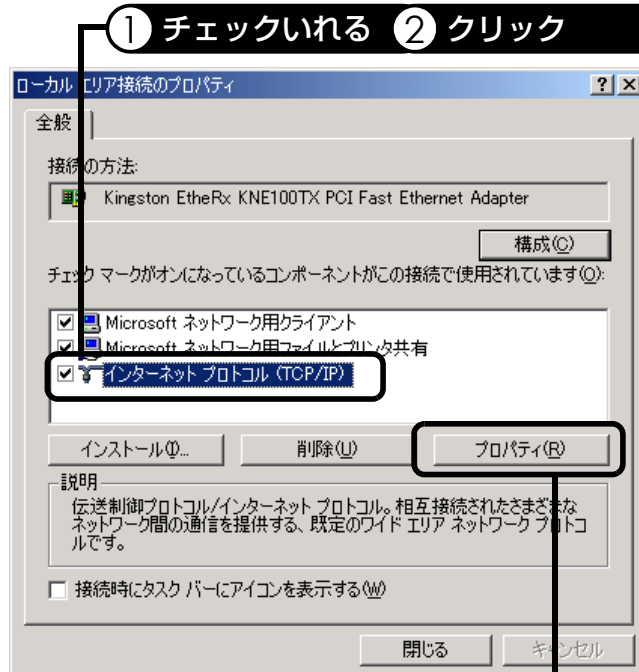 ① チェックいれる ② クリック
ローカル エリア接続のプロパティ
全般
接続の方法:
Kingston EtheRx KNE100TX PCI Fast Ethernet Adapter
構成(C)
チェック マークがオンになっているコンポーネントがこの接続で使用されています(O):
Microsoft ネットワーク用クライアント
Microsoft ネットワーク用ファイルとプリンタ共有
インターネット プロトコル (TCP/IP)
インストール(I)... 削除(U) プロパティ(R)
説明
伝送制御プロトコル/インターネット プロトコル。相互接続されたさまざまな
ネットワーク間の通信を提供する、既定のワイド エリア ネットワーク プロトコ
ルです。
接続時にタスク バーにアイコンを表示する(W)
閉じる キャンセル